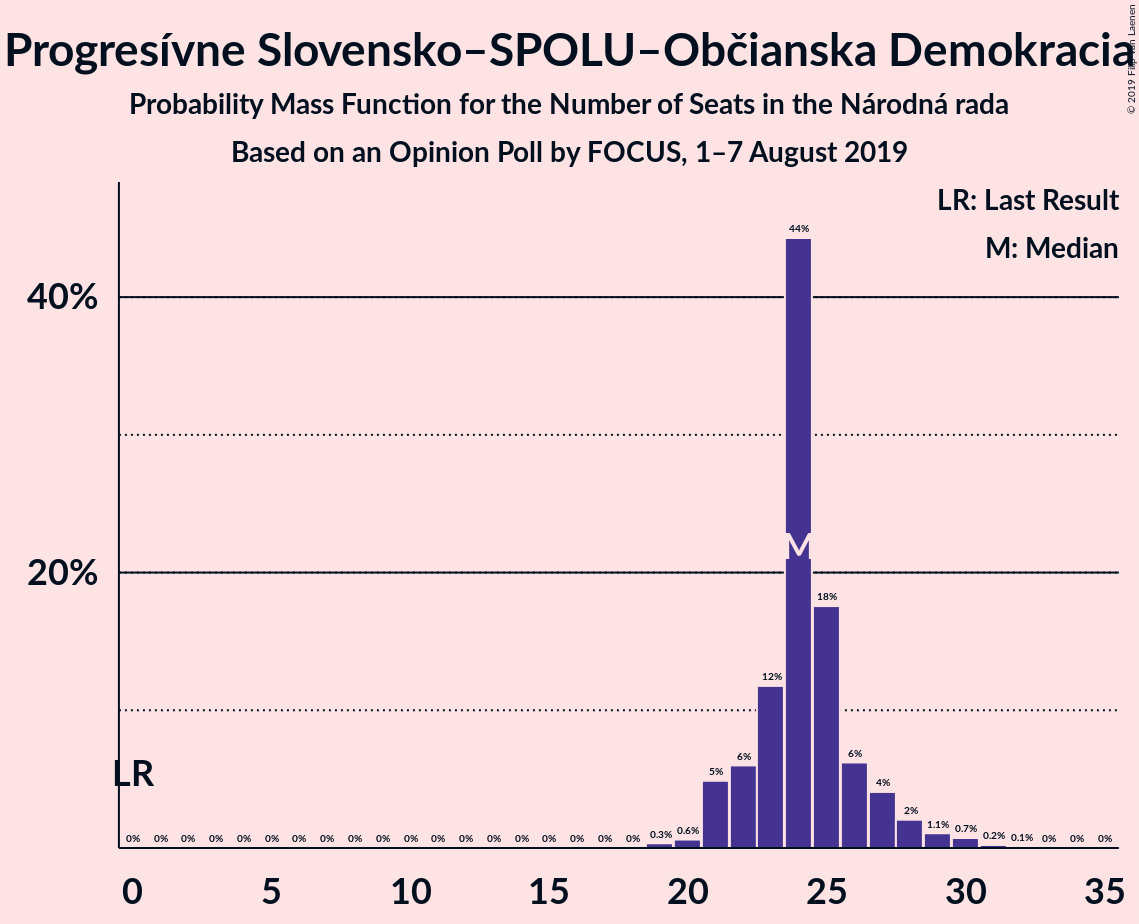 Progresívne Slovensko–SPOLU–Občianska Demokracia
Probability Mass Function for the Number of Seats in the Národná rada
Based on an Opinion Poll by FOCUS, 1–7 August 2019
© 2019 Filip van Laenen
LR: Last Result
M: Median
40%
20%
LR
M
0% 0% 0% 0% 0% 0% 0% 0% 0% 0% 0% 0% 0% 0% 0% 0% 0% 0% 0% 0.3% 0.6% 5% 6% 12% 44% 18% 6% 4% 2% 1.1% 0.7% 0.2% 0.1% 0% 0% 0%
0 5 10 15 20 25 30 35